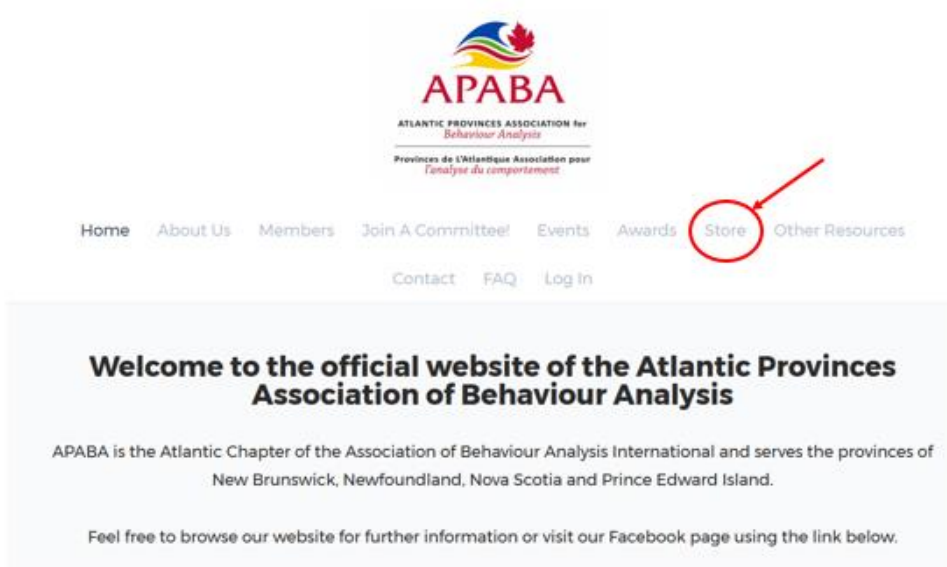 APABA
ATLANTIC PROVINCES ASSOCIATION for
Behaviour Analysis
Provinces de L'Atlantique Association pour
l'analyse du comportement
Home About Us Members Join A Committee! Events Awards Store Other Resources
Contact FAQ Log In
Welcome to the official website of the Atlantic Provinces
Association of Behaviour Analysis
APABA is the Atlantic Chapter of the Association of Behaviour Analysis International and serves the provinces of
New Brunswick, Newfoundland, Nova Scotia and Prince Edward Island.
Feel free to browse our website for further information or visit our Facebook page using the link below.